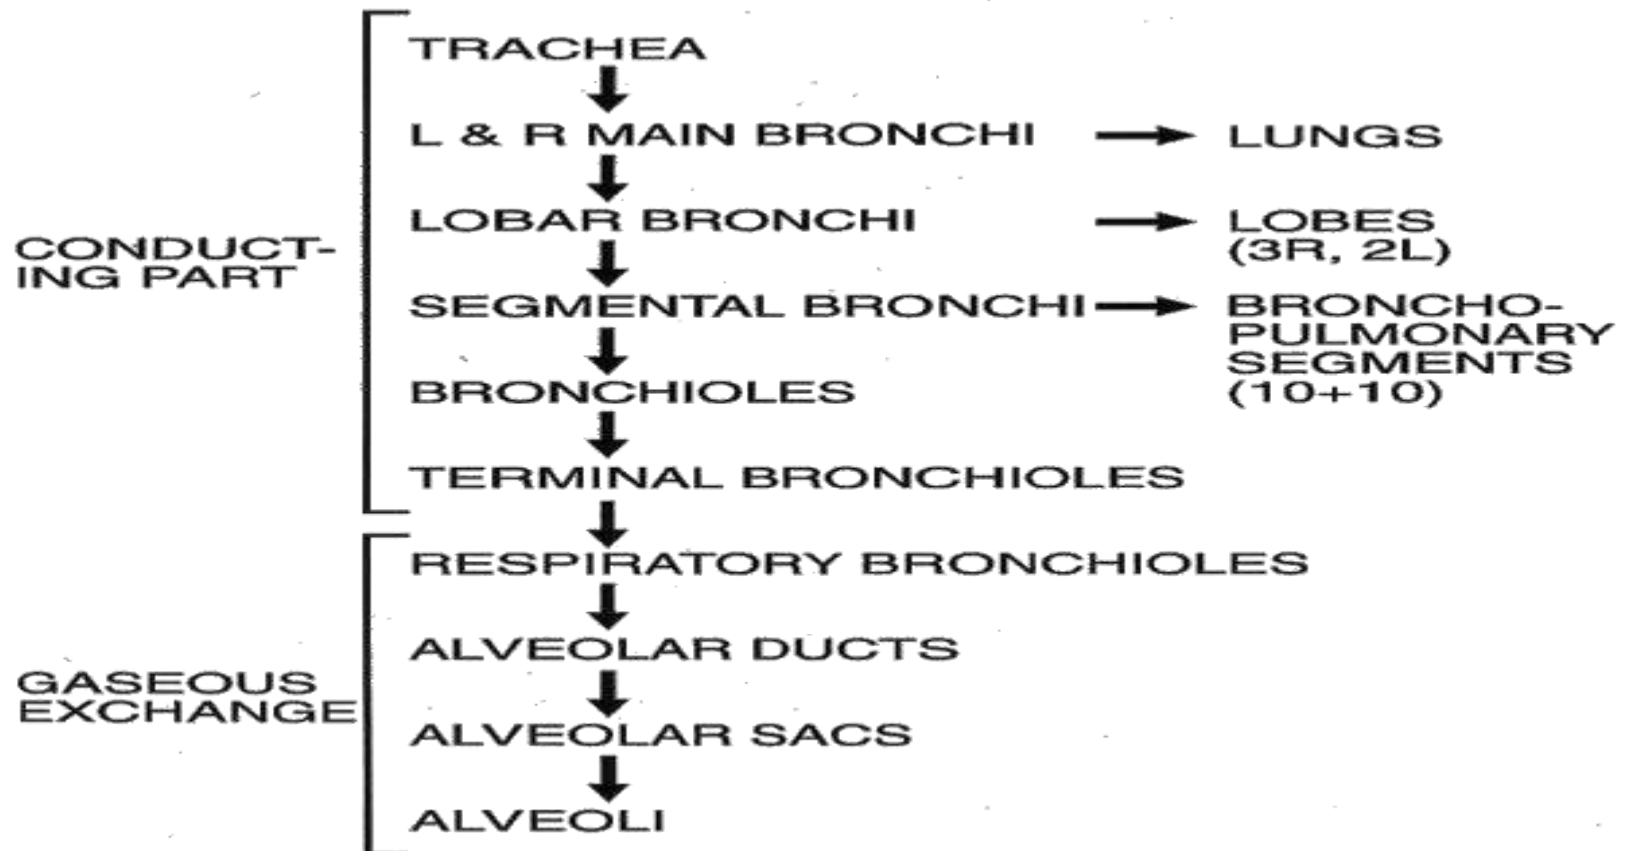 TRACHEA
L & R MAIN BRONCHI
LUNGS
LOBAR BRONCHI
LOBES
(3R, 2L)
CONDUCT-
ING PART
SEGMENTAL BRONCHI
BRONCHO-
PULMONARY
SEGMENTS
(10+10)
BRONCHIOLES
TERMINAL BRONCHIOLES
RESPIRATORY BRONCHIOLES
ALVEOLAR DUCTS
GASEOUS
EXCHANGE
ALVEOLAR SACS
ALVEOLI